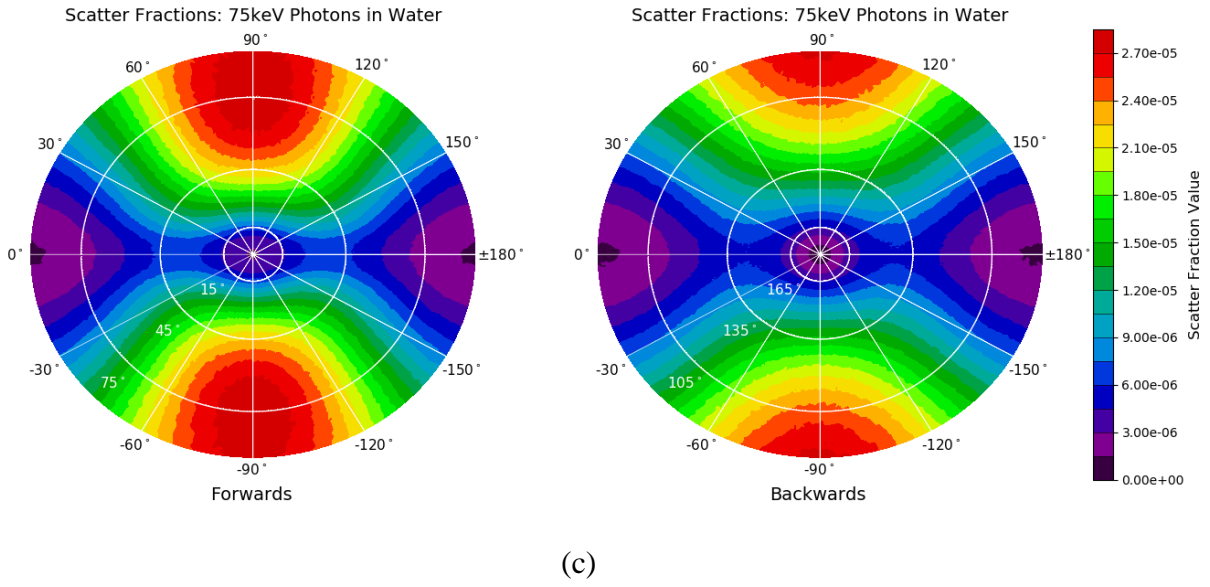 Scatter Fractions: 75keV Photons in Water
90°
60°
120°
30°
150°
0°
±180°
15°
45°
75°
-30°
-150°
-60°
-120°
-90°
Forwards
Scatter Fractions: 75keV Photons in Water
90°
60°
120°
30°
150°
0°
±180°
165°
135°
105°
-30°
-150°
-60°
-120°
-90°
Backwards
2.70e-05
2.40e-05
2.10e-05
1.80e-05
1.50e-05
1.20e-05
9.00e-06
6.00e-06
3.00e-06
0.00e+00
Scatter Fraction Value
(c)